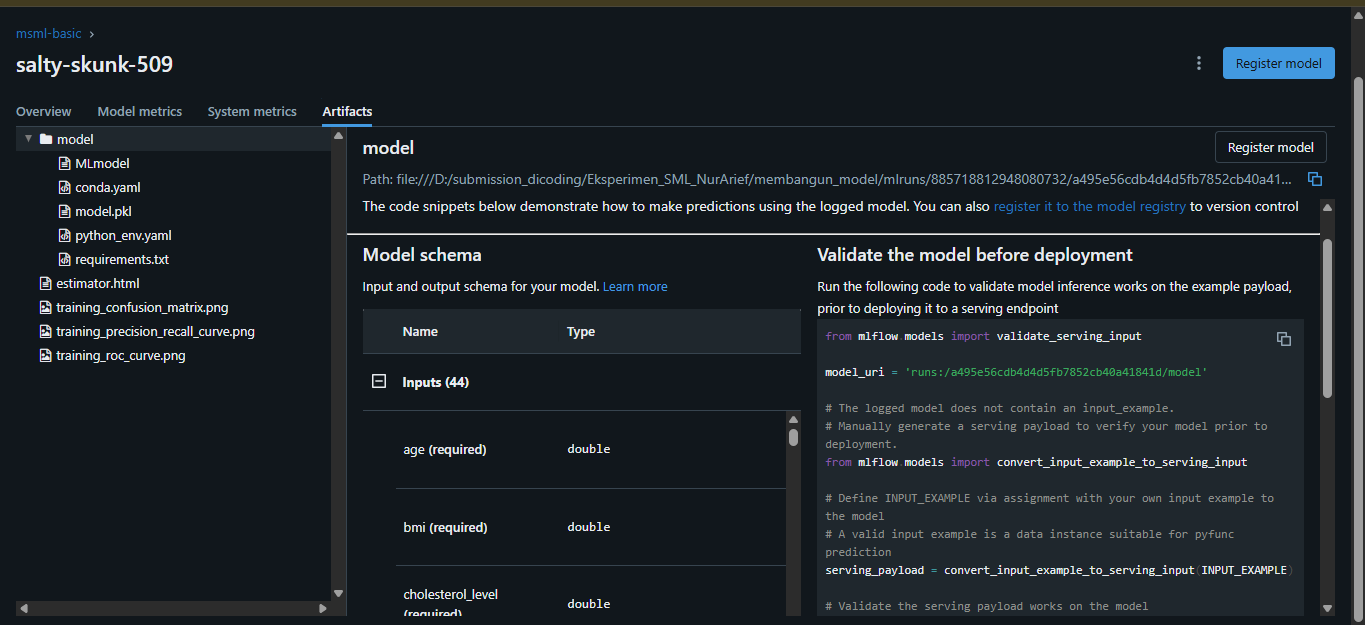 msml-basic
salty-skunk-509
Register model
Overview Model metrics System metrics Artifacts
model
MLmodel
conda.yaml
model.pkl
python_env.yaml
requirements.txt
estimator.html
training_confusion_matrix.png
training_precision_recall_curve.png
training_roc_curve.png
model
Register model
Path: file:///D:/submission_dicoding/Eksperimen_SML_NurArief/membangun_model/mlruns/885718812948080732/a495e56cdb4d4d5fb7852cb40a41...
The code snippets below demonstrate how to make predictions using the logged model. You can also register it to the model registry to version control
Model schema
Input and output schema for your model. Learn more
Name Type
Inputs (44)
age (required) double
bmi (required) double
cholesterol_level double
(required)
Validate the model before deployment
Run the following code to validate model inference works on the example payload,
prior to deploying it to a serving endpoint
from mlflow.models import validate_serving_input
model_uri = 'runs:/a495e56cdb4d4d5fb7852cb40a41841d/model'
# The logged model does not contain an input_example.
# Manually generate a serving payload to verify your model prior to
deployment.
from mlflow.models import convert_input_example_to_serving_input
# Define INPUT_EXAMPLE via assignment with your own input example to
the model
# A valid input example is a data instance suitable for pyfunc
prediction
serving_payload = convert_input_example_to_serving_input(INPUT_EXAMPLE)
# Validate the serving payload works on the model